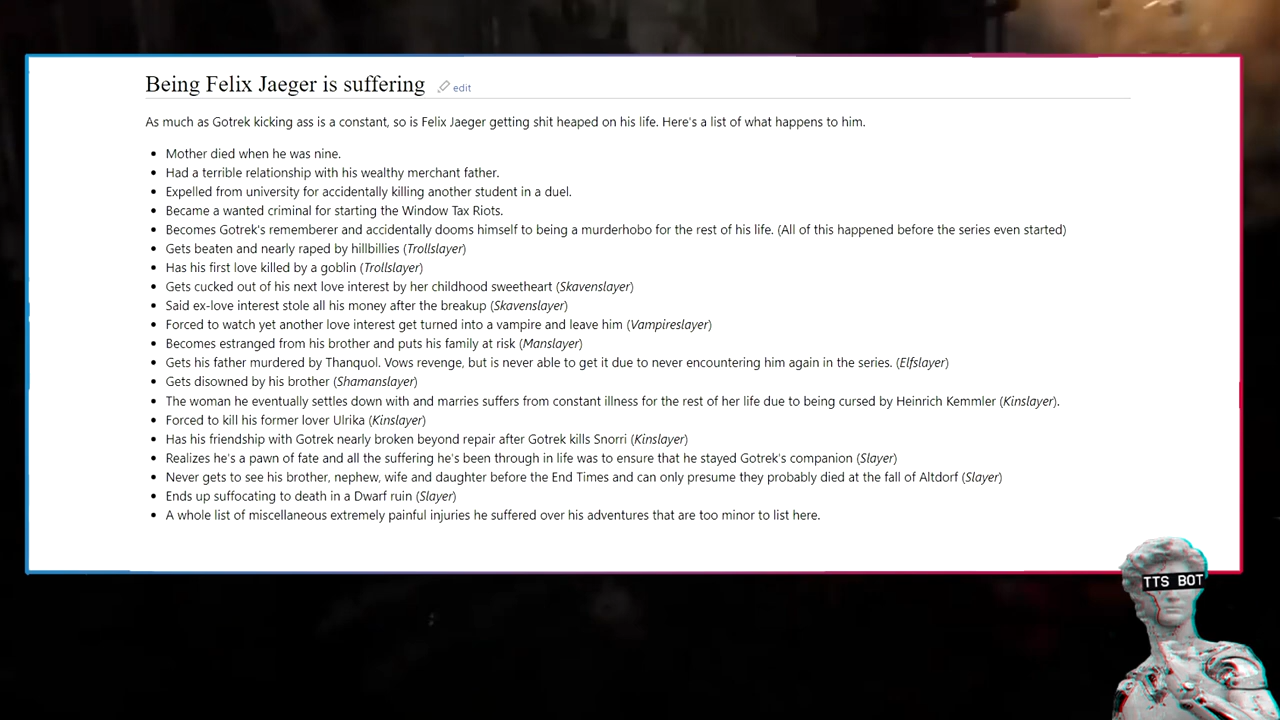 Being Felix Jaeger is suffering edit
As much as Gotrek kicking ass is a constant, so is Felix Jaeger getting shit heaped on his life. Here's a list of what happens to him.
• Mother died when he was nine.
• Had a terrible relationship with his wealthy merchant father.
• Expelled from university for accidentally killing another student in a duel.
• Became a wanted criminal for starting the Window Tax Riots.
• Becomes Gotrek's rememberer and accidentally dooms himself to being a murderhobo for the rest of his life. (All of this happened before the series even started)
• Gets beaten and nearly raped by hillbillies (Trollslayer)
• Has his first love killed by a goblin (Trollslayer)
• Gets cucked out of his next love interest by her childhood sweetheart (Skavenslayer)
• Said ex-love interest stole all his money after the breakup (Skavenslayer)
• Forced to watch yet another love interest get turned into a vampire and leave him (Vampireslayer)
• Becomes estranged from his brother and puts his family at risk (Manslayer)
• Gets his father murdered by Thanquol. Vows revenge, but is never able to get it due to never encountering him again in the series. (Elfslayer)
• Gets disowned by his brother (Shamanslayer)
• The woman he eventually settles down with and marries suffers from constant illness for the rest of her life due to being cursed by Heinrich Kemmler (Kinslayer).
• Forced to kill his former lover Ulrika (Kinslayer)
• Has his friendship with Gotrek nearly broken beyond repair after Gotrek kills Snorri (Kinslayer)
• Realizes he's a pawn of fate and all the suffering he's been through in life was to ensure that he stayed Gotrek's companion (Slayer)
• Never gets to see his brother, nephew, wife and daughter before the End Times and can only presume they probably died at the fall of Altdorf (Slayer)
• Ends up suffocating to death in a Dwarf ruin (Slayer)
• A whole list of miscellaneous extremely painful injuries he suffered over his adventures that are too minor to list here.
TTS BOT